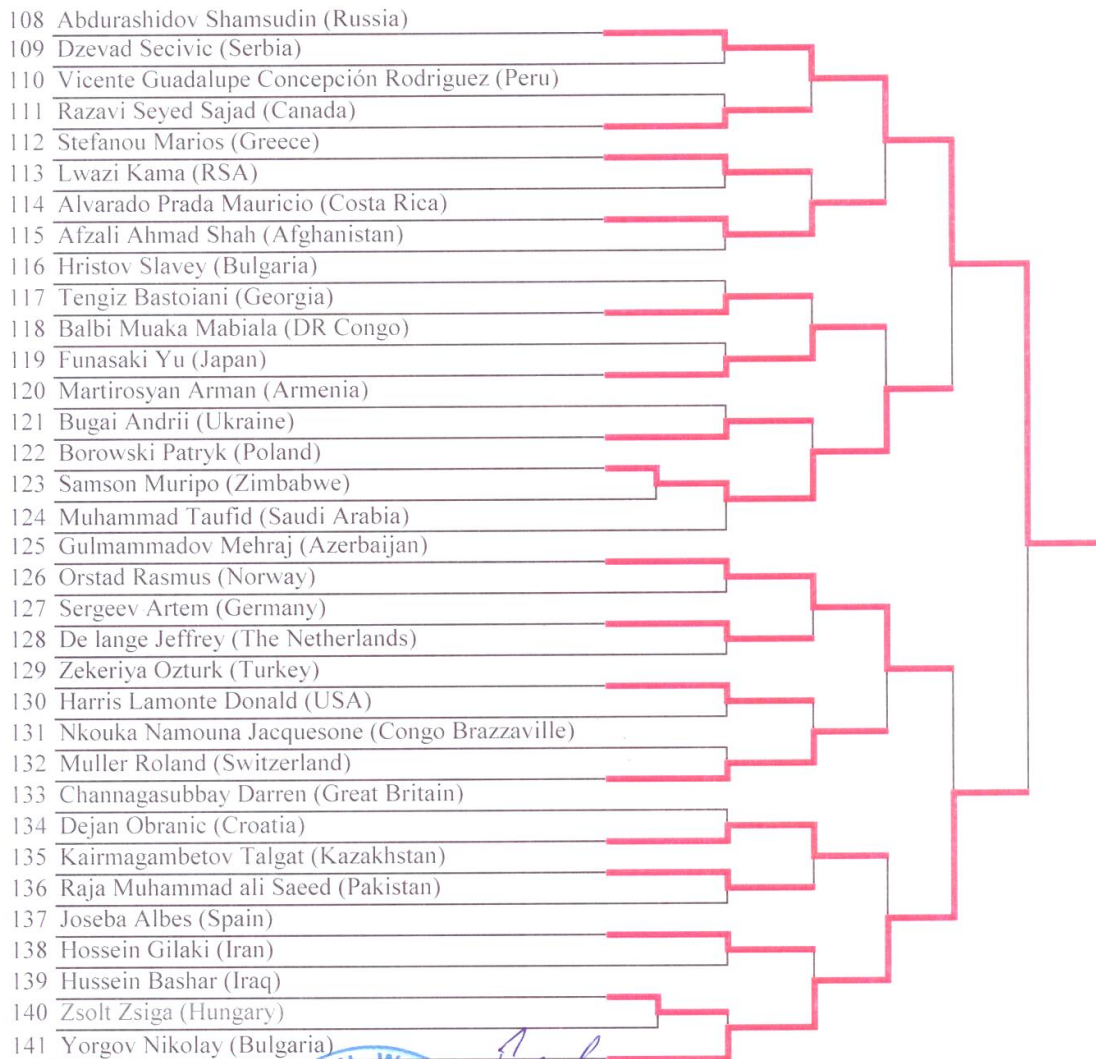 108 Abdurashidov Shamsudin (Russia)
109 Dzevad Secivic (Serbia)
110 Vicente Guadalupe Concepción Rodriguez (Peru)
111 Razavi Seyed Sajad (Canada)
112 Stefanou Marios (Greece)
113 Lwazi Kama (RSA)
114 Alvarado Prada Mauricio (Costa Rica)
115 Afzali Ahmad Shah (Afghanistan)
116 Hristov Slavey (Bulgaria)
117 Tengiz Bastoiani (Georgia)
118 Balbi Muaka Mabiala (DR Congo)
119 Funasaki Yu (Japan)
120 Martirosyan Arman (Armenia)
121 Bugai Andrii (Ukraine)
122 Borowski Patryk (Poland)
123 Samson Muripo (Zimbabwe)
124 Muhammad Taufid (Saudi Arabia)
125 Gulmammadov Mehraj (Azerbaijan)
126 Orstad Rasmus (Norway)
127 Sergeev Artem (Germany)
128 De lange Jeffrey (The Netherlands)
129 Zekeriya Ozturk (Turkey)
130 Harris Lamonte Donald (USA)
131 Nkouka Namouna Jacquesone (Congo Brazzaville)
132 Muller Roland (Switzerland)
133 Channagasubbay Darren (Great Britain)
134 Dejan Obranic (Croatia)
135 Kairmagambetov Talgat (Kazakhstan)
136 Raja Muhammad ali Saeed (Pakistan)
137 Joseba Albes (Spain)
138 Hossein Gilaki (Iran)
139 Hussein Bashar (Iraq)
140 Zsolt Zsiga (Hungary)
141 Yorgov Nikolay (Bulgaria)